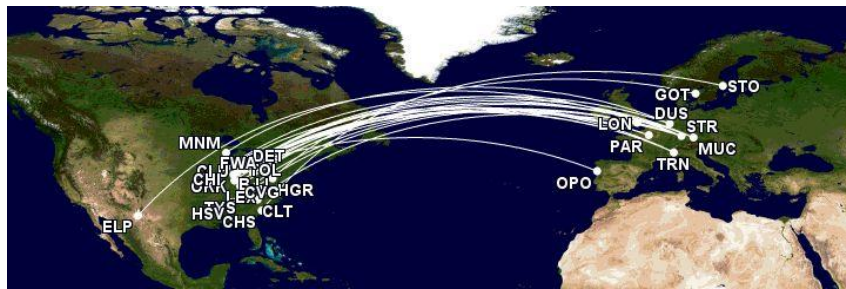 STO
GOT
DUS
LON
STR
MUC
PAR
TRN
OPO
MNM
DET
FWA
CHI
CVG
HGR
TYS
HSV
CLT
CHS
ELP